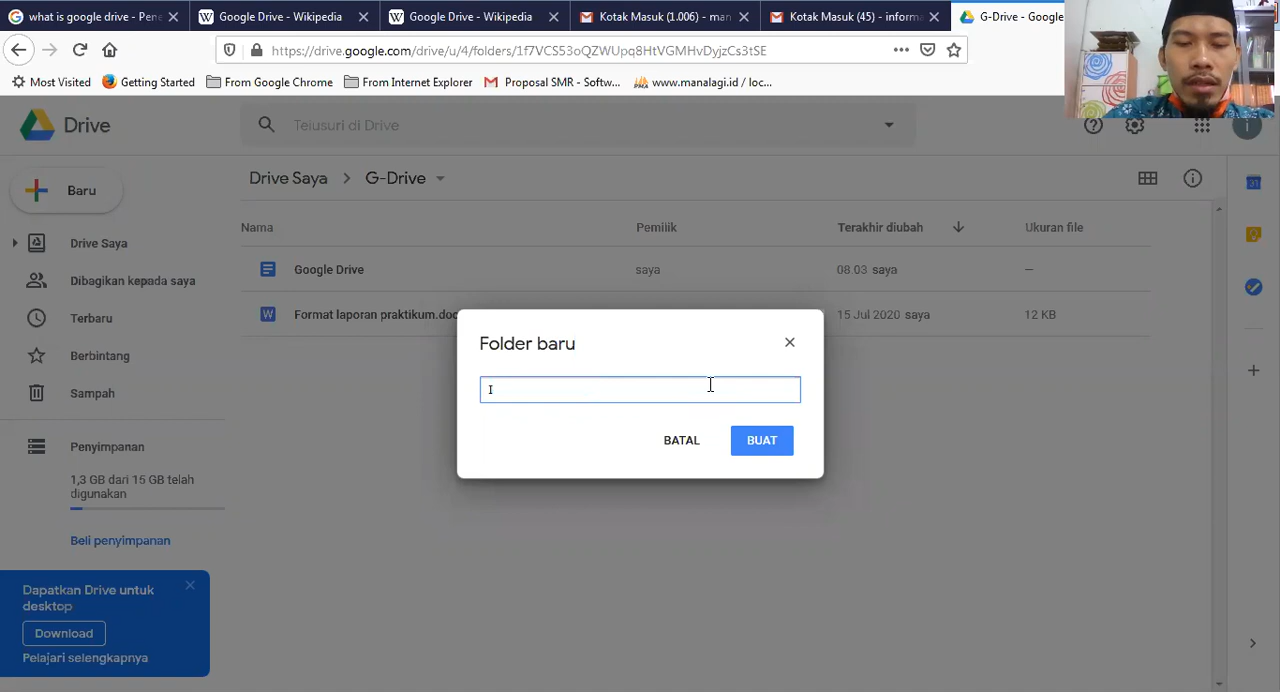 what is google drive - Pene
Google Drive - Wikipedia
Google Drive - Wikipedia
Kotak Masuk (1.006) - man
Kotak Masuk (45) - informa
G-Drive - Google
https://drive.google.com/drive/u/4/folders/1f7VCS53oQZWUpq8HtVGMHvDyjzCs3tSE
Most Visited
Getting Started
From Google Chrome
From Internet Explorer
Proposal SMR - Softw...
www.manalagi.id / loc...
Drive
Telusuri di Drive
Baru
Drive Saya > G-Drive
Nama
Pemilik
Terakhir diubah
Ukuran file
Drive Saya
Google Drive
saya
08.03 saya
—
Dibagikan kepada saya
Terbaru
Format laporan praktikum.doc
15 Jul 2020 saya
12 KB
Berbintang
Sampah
Folder baru
I
BATAL
BUAT
Penyimpanan
1,3 GB dari 15 GB telah
digunakan
Beli penyimpanan
Dapatkan Drive untuk
desktop
Download
Pelajari selengkapnya